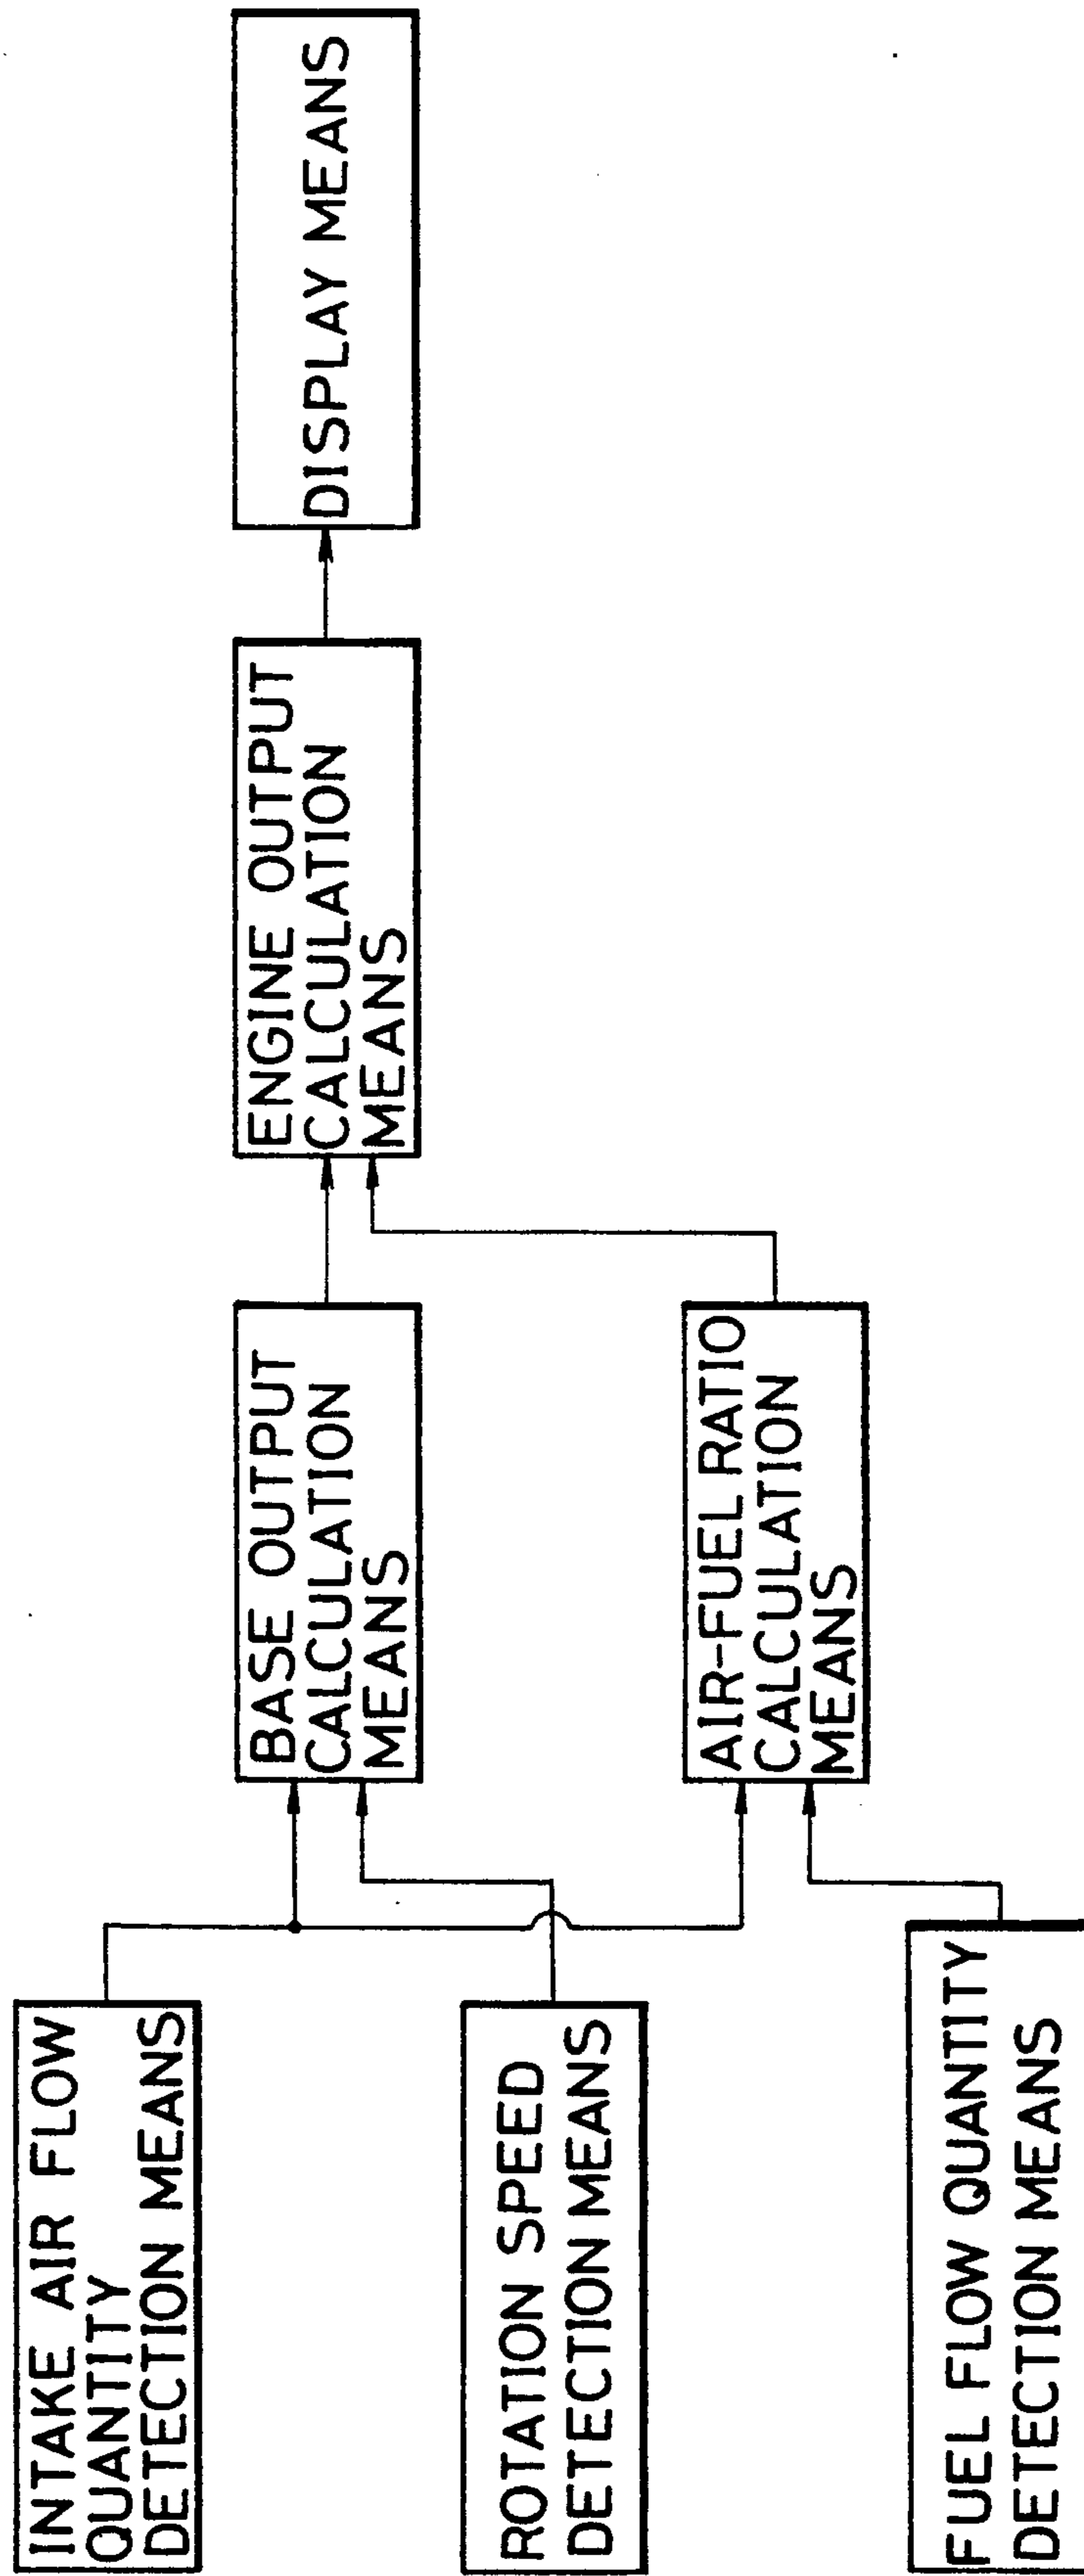 INTAKE AIR FLOW
QUANTITY
DETECTION MEANS
ROTATION SPEED
DETECTION MEANS
FUEL FLOW QUANTITY
DETECTION MEANS
BASE OUTPUT
CALCULATION
MEANS
AIR-FUEL RATIO
CALCULATION
MEANS
ENGINE OUTPUT
CALCULATION
MEANS
DISPLAY MEANS